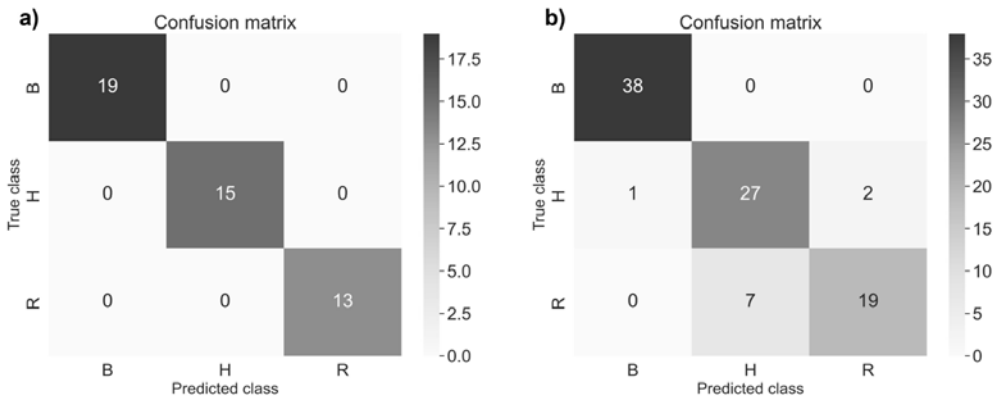 a)
Confusion matrix
B 19 0 0
H 0 15 0
R 0 0 13
B H R
True class
Predicted class
17.5
15.0
12.5
10.0
7.5
5.0
2.5
0.0
b)
Confusion matrix
B 38 0 0
H 1 27 2
R 0 7 19
B H R
True class
Predicted class
35
30
25
20
15
10
5
0